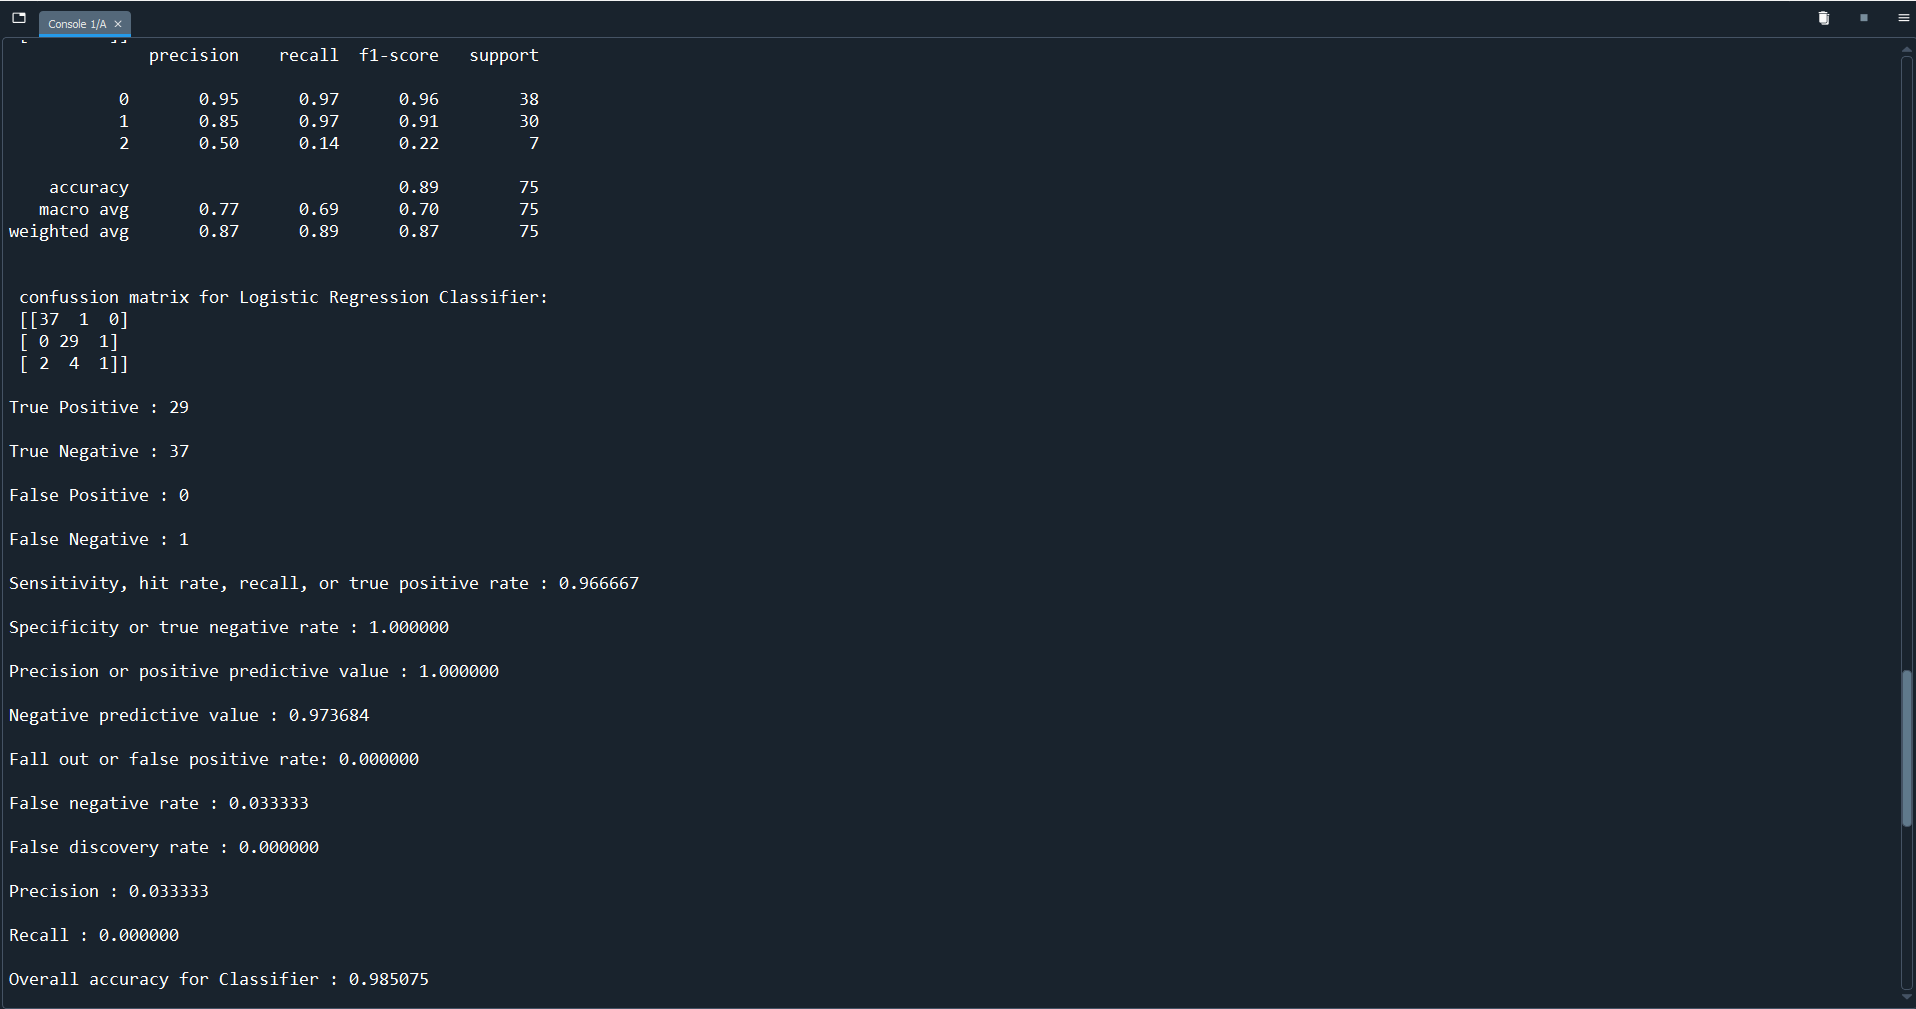 Console 1/A ×
precision recall f1-score support
0 0.95 0.97 0.96 38
1 0.85 0.97 0.91 30
2 0.50 0.14 0.22 7
accuracy 0.89 75
macro avg 0.77 0.69 0.70 75
weighted avg 0.87 0.89 0.87 75
confussion matrix for Logistic Regression Classifier:
[[37 1 0]
[ 0 29 1]
[ 2 4 1]]
True Positive : 29
True Negative : 37
False Positive : 0
False Negative : 1
Sensitivity, hit rate, recall, or true positive rate : 0.966667
Specificity or true negative rate : 1.000000
Precision or positive predictive value : 1.000000
Negative predictive value : 0.973684
Fall out or false positive rate: 0.000000
False negative rate : 0.033333
False discovery rate : 0.000000
Precision : 0.033333
Recall : 0.000000
Overall accuracy for Classifier : 0.985075